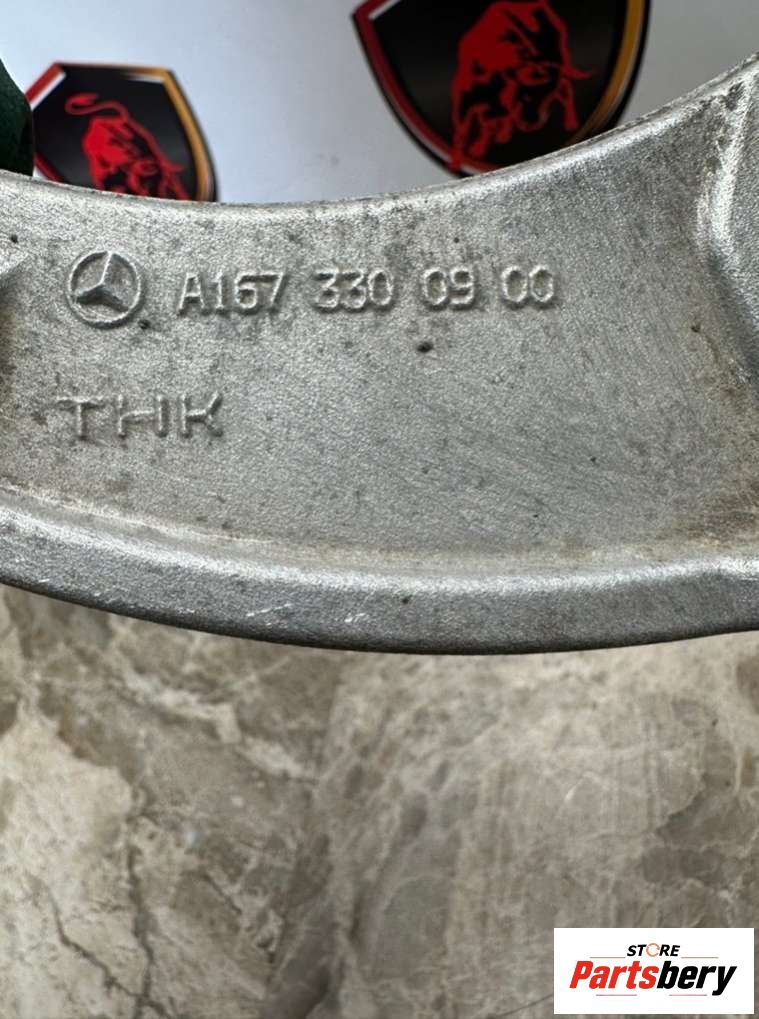 A167 330 09 00
THK
STORE
Partsbery